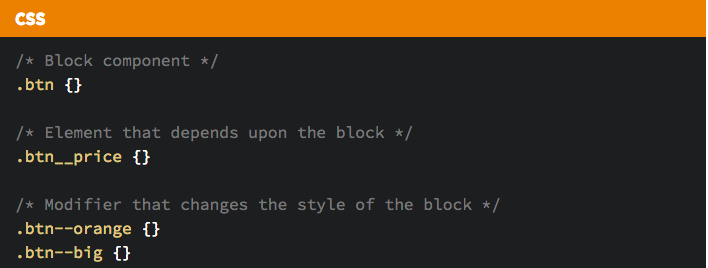 CSS
/* Block component */
.btn {}
/* Element that depends upon the block */
.btn__price {}
/* Modifier that changes the style of the block */
.btn--orange {}
.btn--big {}